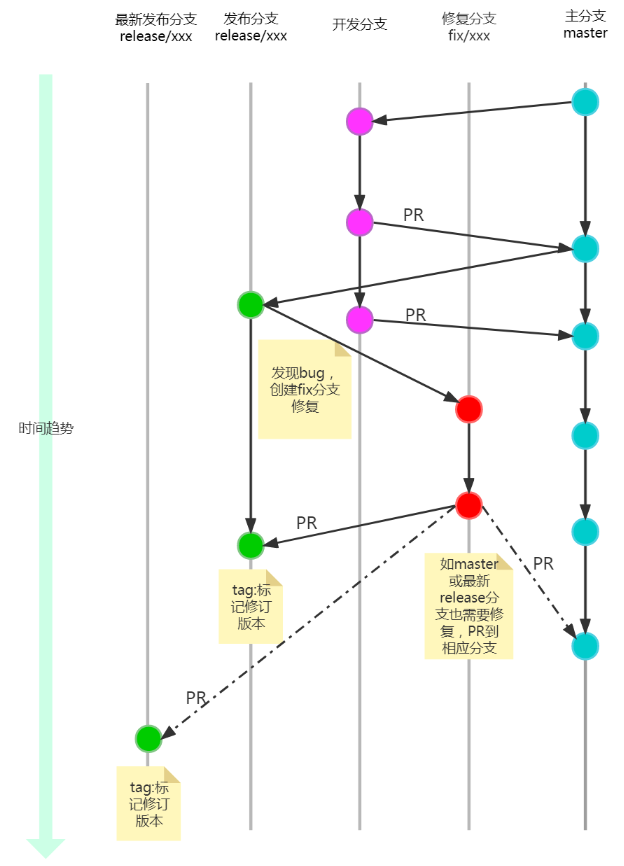 最新发布分支
release/xxx
发布分支
release/xxx
开发分支
修复分支
fix/xxx
主分支
master
PR
PR
发现bug，
创建fix分支
修复
时间趋势
PR
PR
如master
或最新
release分
支也需要修
复，PR到
相应分支
tag:标
记修订
版本
PR
tag:标
记修订
版本